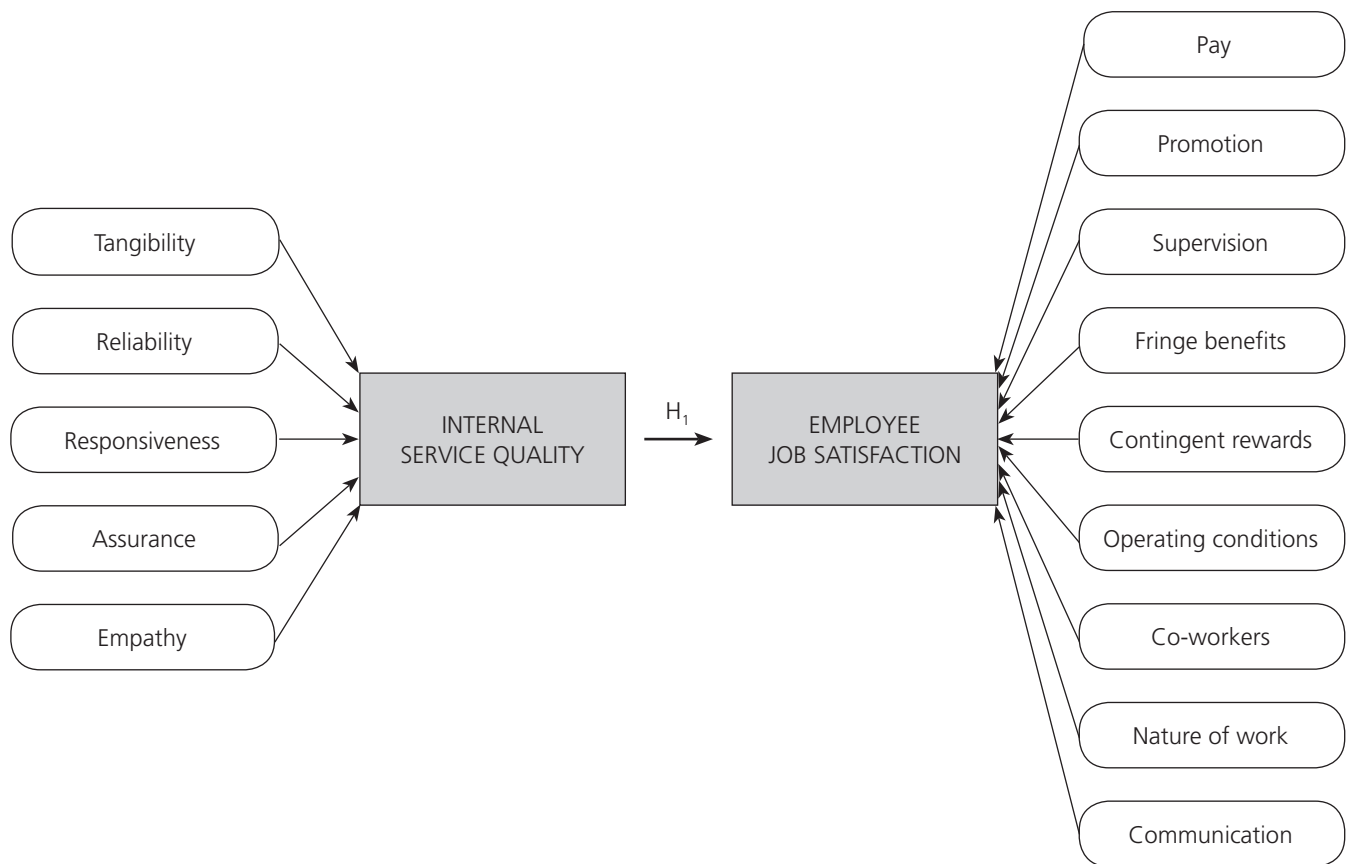 Tangibility
Reliability
Responsiveness
Assurance
Empathy
INTERNAL
SERVICE QUALITY
H₁
EMPLOYEE
JOB SATISFACTION
Pay
Promotion
Supervision
Fringe benefits
Contingent rewards
Operating conditions
Co-workers
Nature of work
Communication